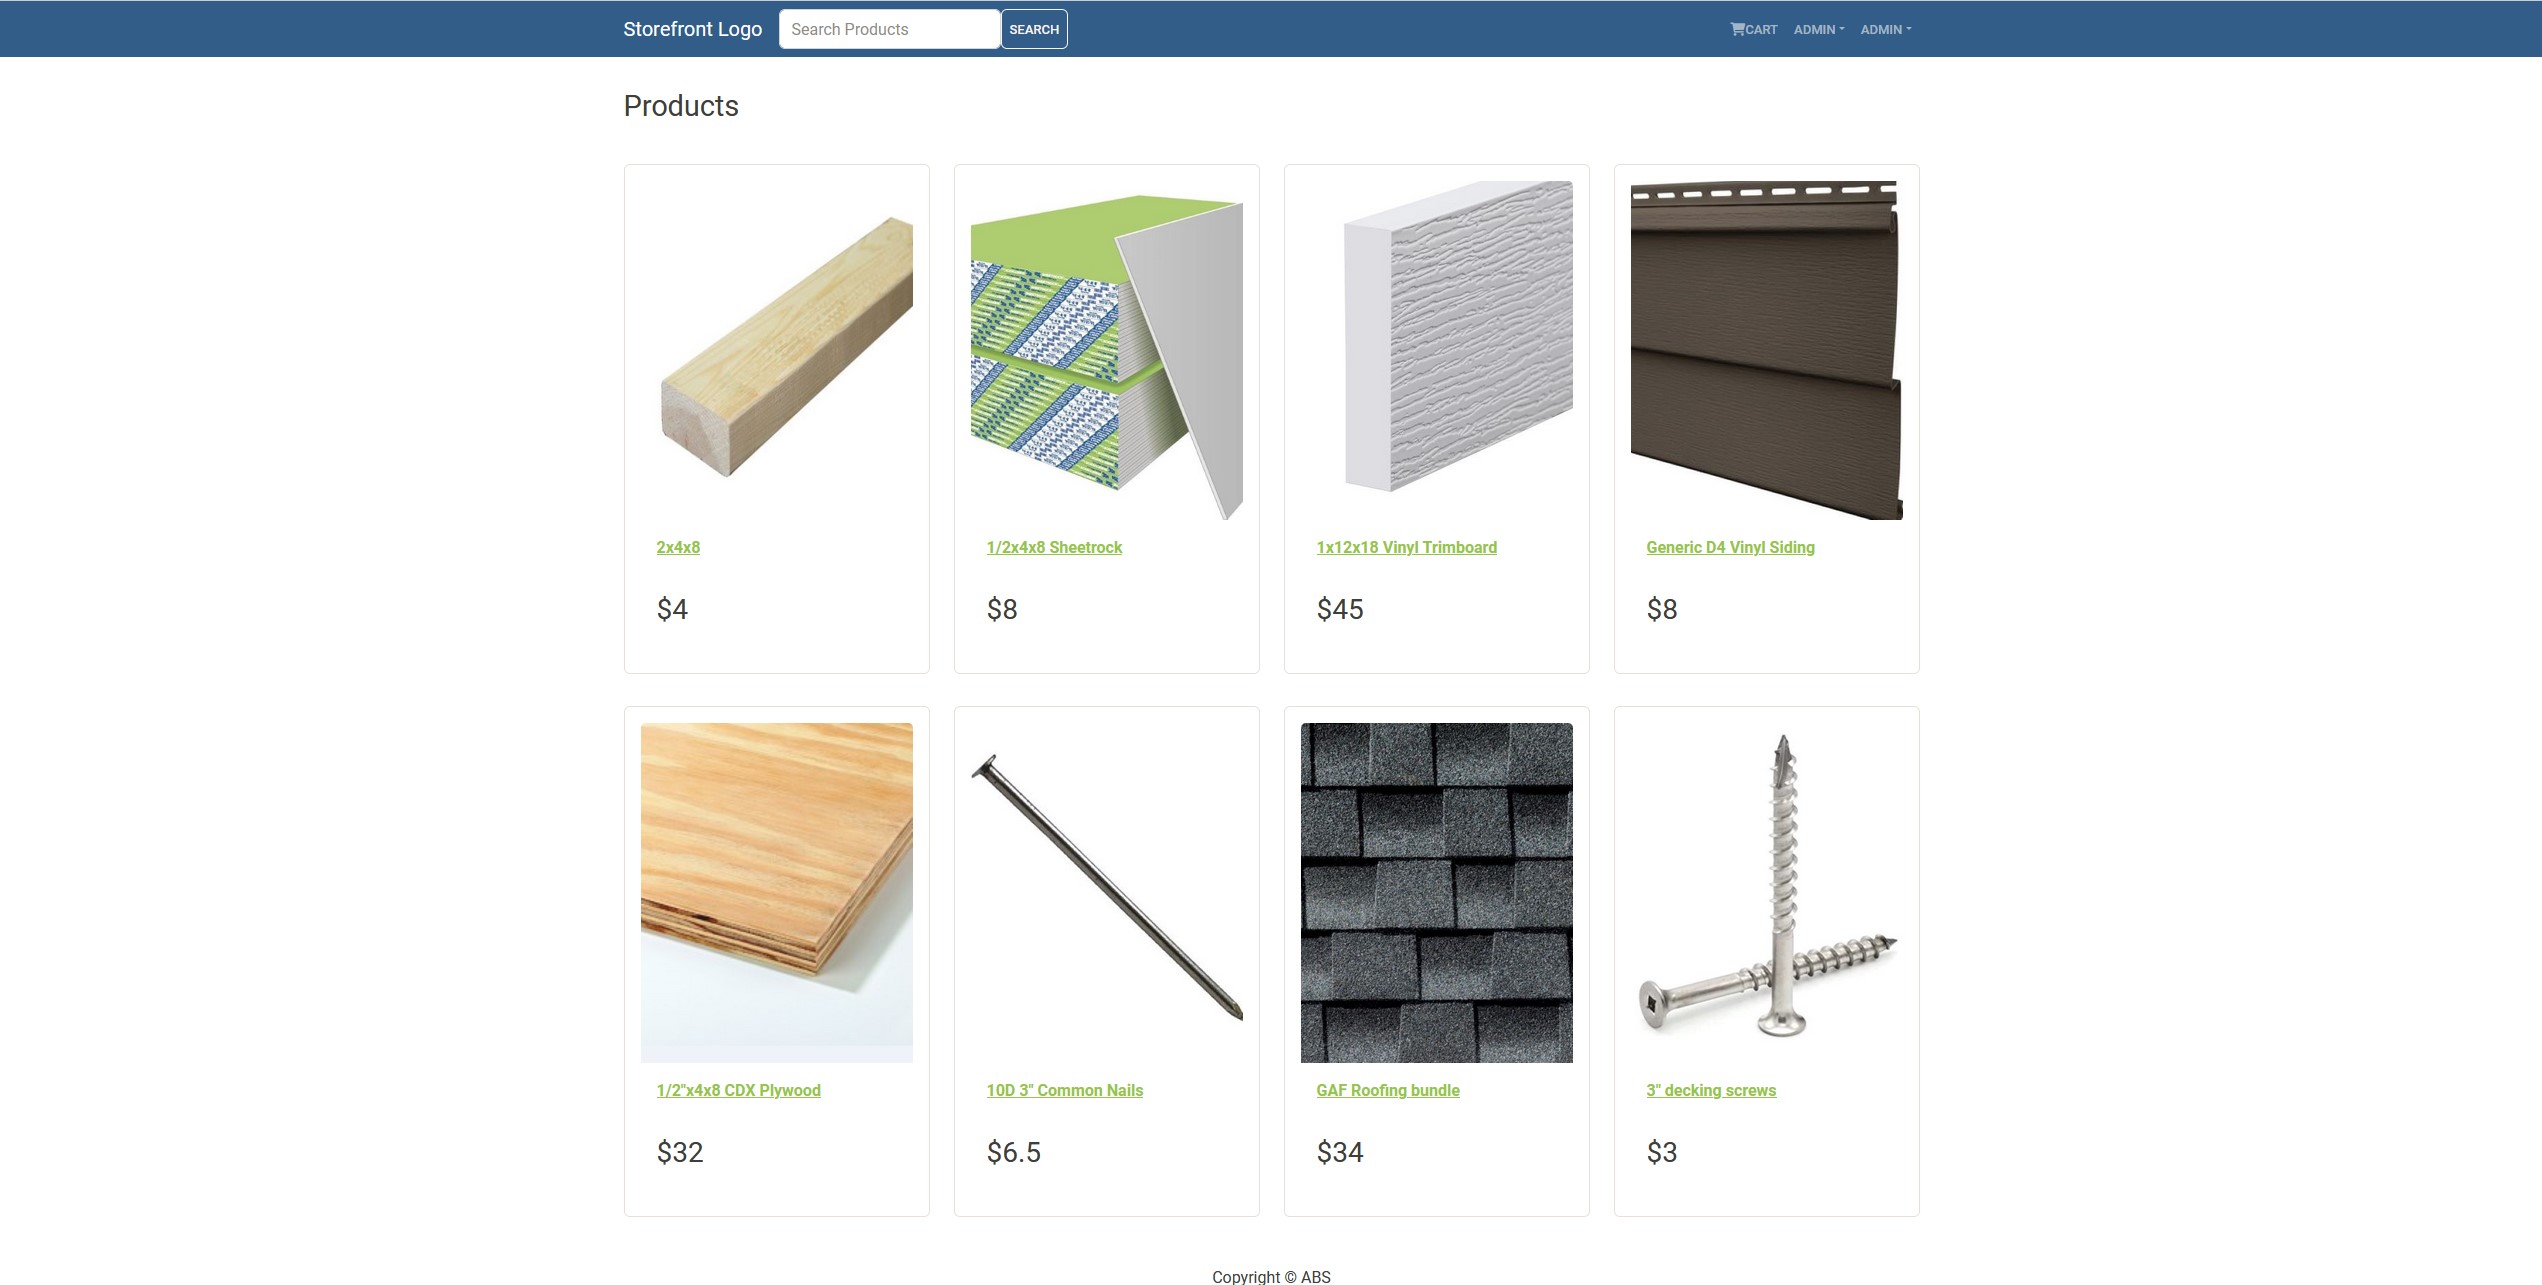 Storefront Logo Search Products SEARCH CART ADMIN ADMIN
Products
2x4x8
1/2x4x8 Sheetrock
1x12x18 Vinyl Trimboard
Generic D4 Vinyl Siding
$4
$8
$45
$8
1/2"x4x8 CDX Plywood
10D 3" Common Nails
GAF Roofing bundle
3" decking screws
$32
$6.5
$34
$3
Copyright © ABS